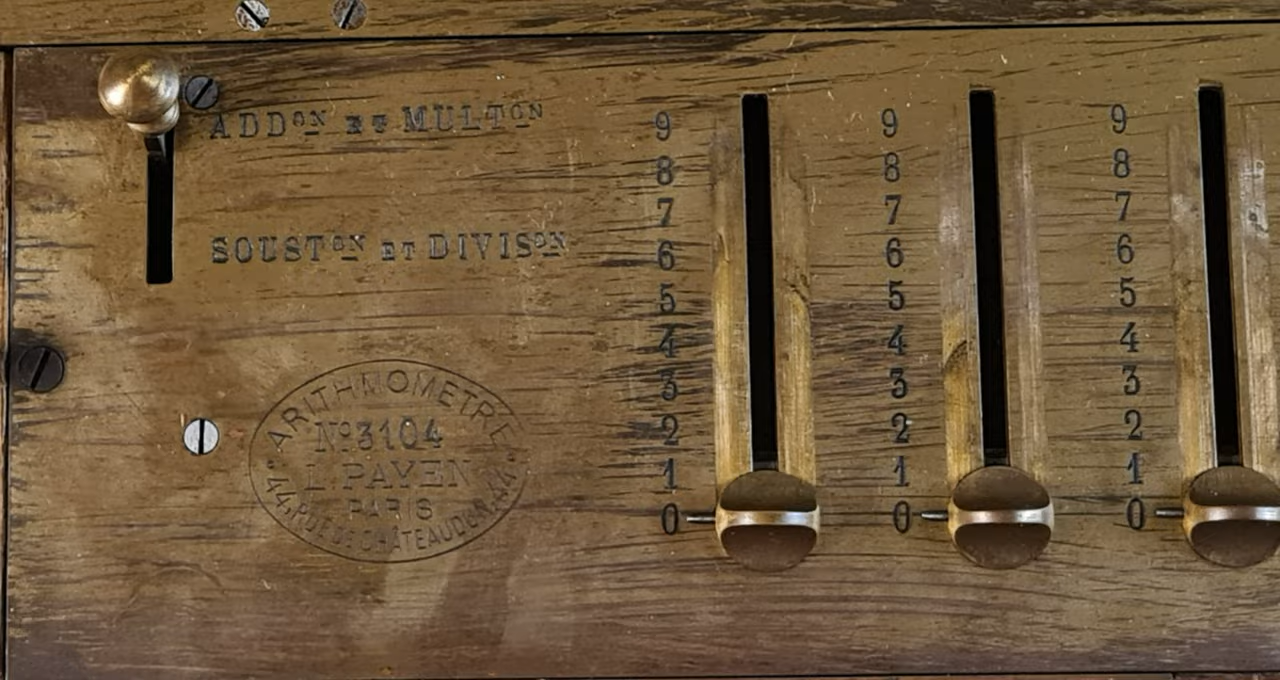 ADDON ET MULTON
SOUSTON ET DIVISON
ARITHMOMETRE
No 3104
L. PAYEN
PARIS
44, RUE DE CHATEAUDUN, 44
9 9 9
8 8 8
7 7 7
6 6 6
5 5 5
4 4 4
3 3 3
2 2 2
1 1 1
0 0 0